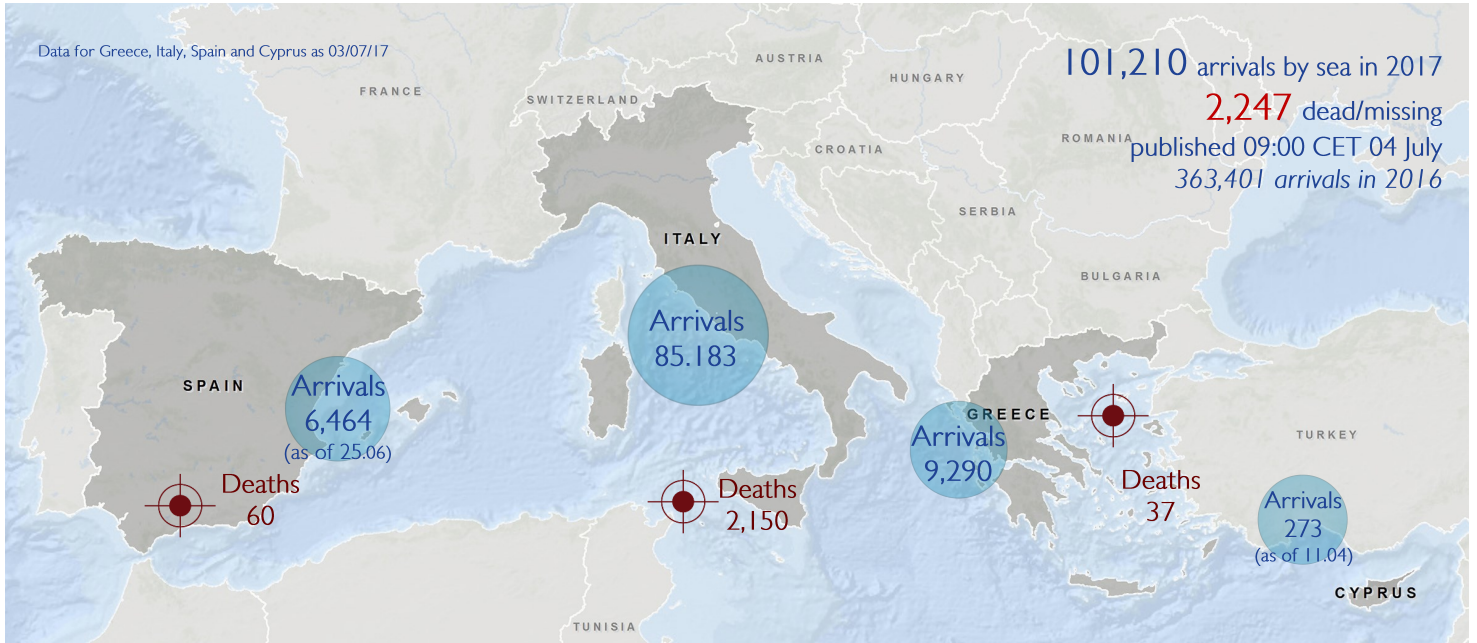 Data for Greece, Italy, Spain and Cyprus as 03/07/17
101,210 arrivals by sea in 2017
2,247 dead/missing
published 09:00 CET 04 July
363,401 arrivals in 2016
FRANCE
SWITZERLAND
AUSTRIA
HUNGARY
CROATIA
ROMANIA
SERBIA
BULGARIA
ITALY
Arrivals
85.183
SPAIN
Arrivals
6,464
(as of 25.06)
GREECE
Arrivals
9,290
TURKEY
Deaths
60
Deaths
2,150
Deaths
37
Arrivals
273
(as of 11.04)
CYPRUS
TUNISIA